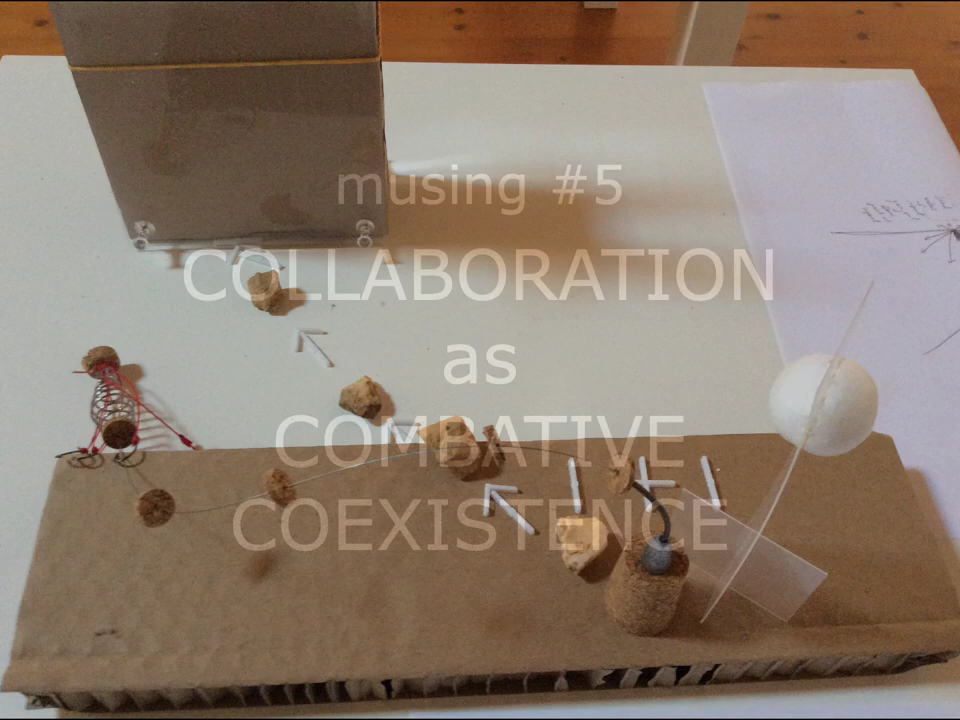 musing #5
COLLABORATION
as
COMBATIVE
COEXISTENCE